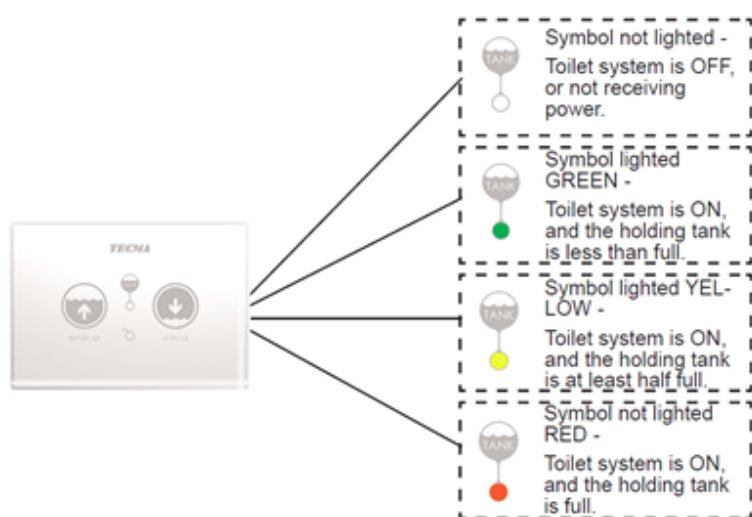 TANK
Symbol not lighted -
Toilet system is OFF,
or not receiving
power.
TANK
Symbol lighted
GREEN -
Toilet system is ON,
and the holding tank
is less than full.
TECMA
TANK
Symbol lighted YEL-
LOW -
Toilet system is ON,
and the holding tank
is at least half full.
TANK
Symbol not lighted
RED -
Toilet system is ON,
and the holding tank
is full.